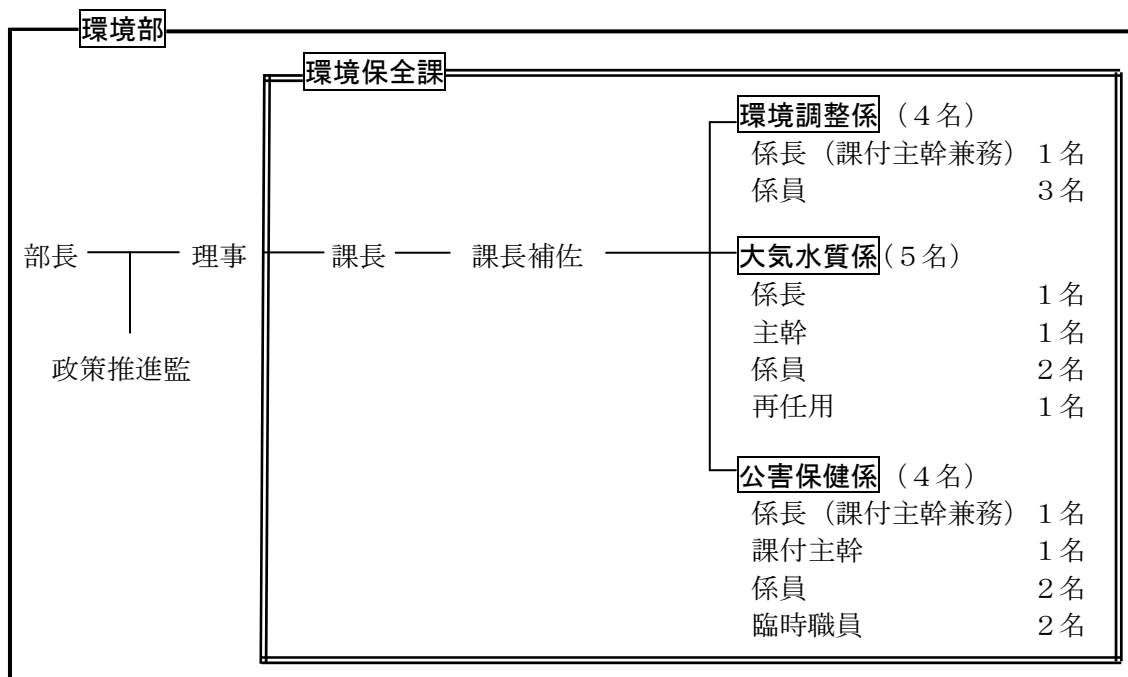 環境部
環境保全課
環境調整係（４名）
係長（課付主幹兼務）１名
係員 ３名
部長 理事 課長 課長補佐 大気水質係(５名）
係長 １名
主幹 １名
政策推進監
係員 ２名
再任用 １名
公害保健係（４名）
係長（課付主幹兼務）１名
課付主幹 １名
係員 ２名
臨時職員 ２名